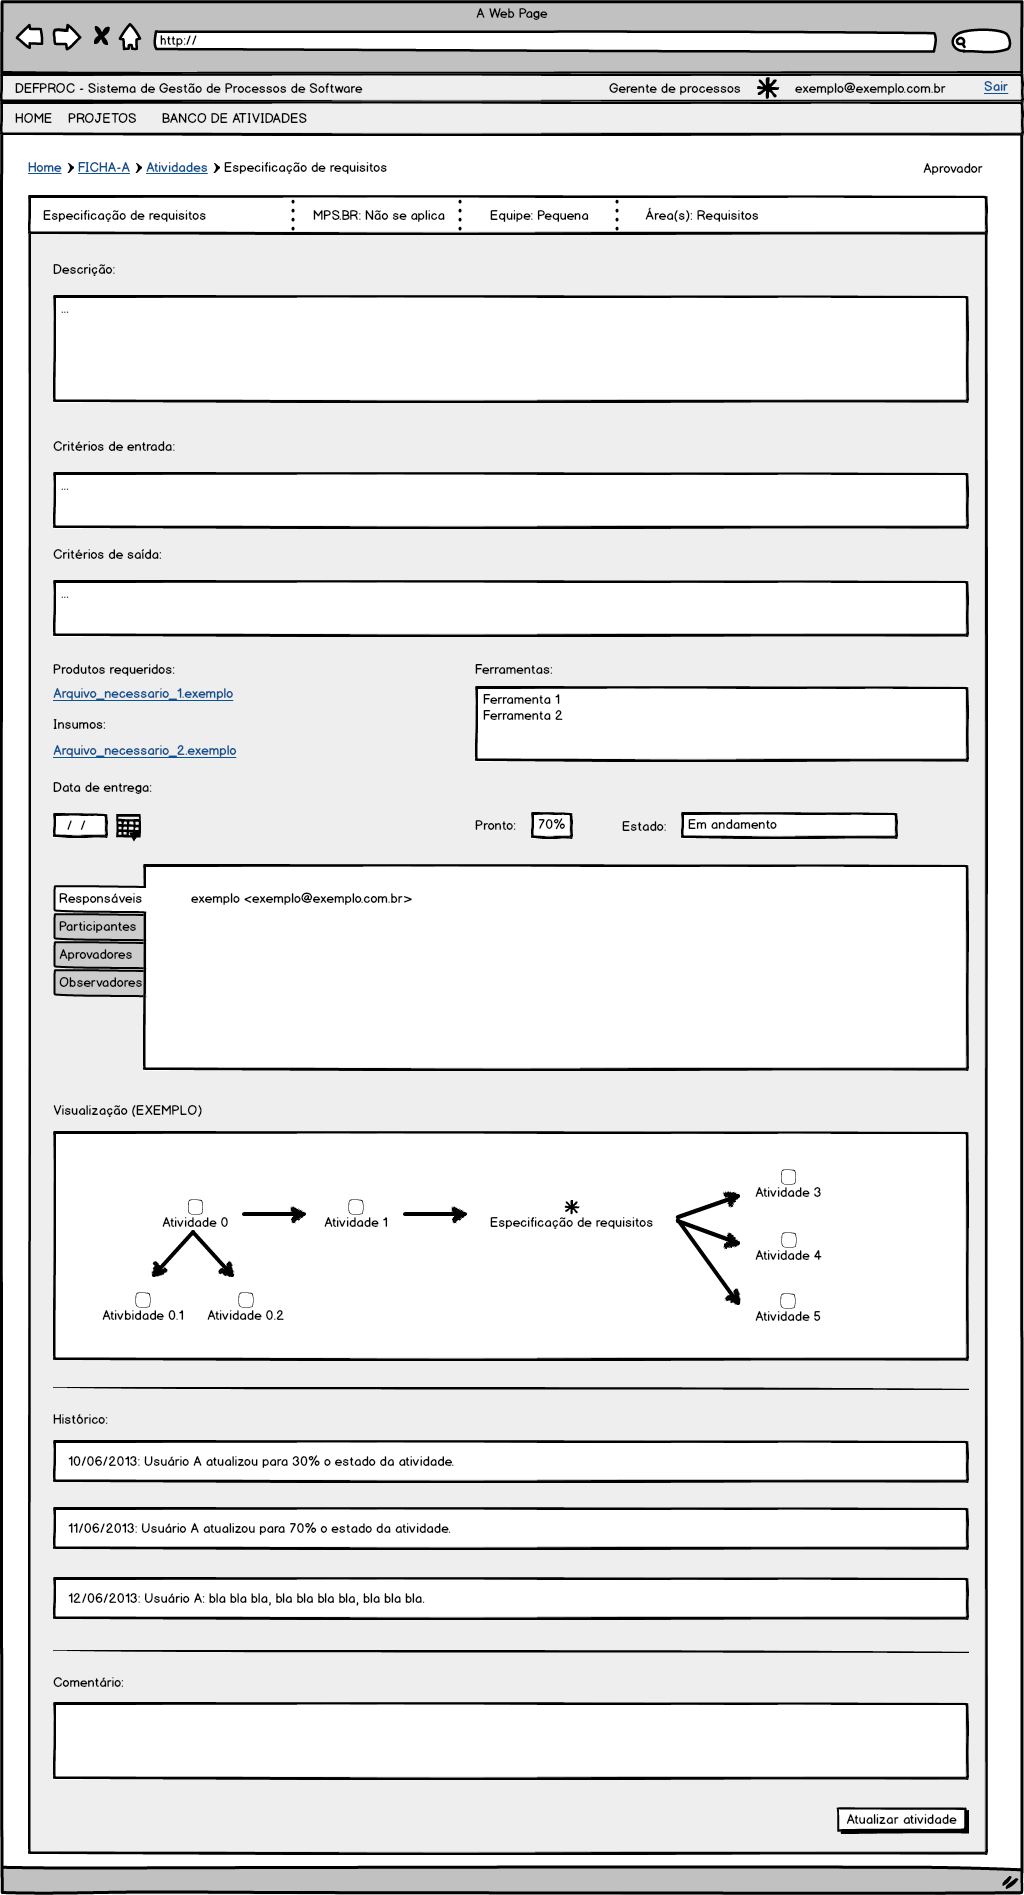 A Web Page
http://
DEFPROC - Sistema de Gestão de Processos de Software Gerente de processos exemplo@exemplo.com.br Sair
HOME PROJETOS BANCO DE ATIVIDADES
Home FICHA-A Atividades Especificação de requisitos Aprovador
Especificação de requisitos MPS.BR: Não se aplica Equipe: Pequena Área(s): Requisitos
Descrição:
...
Critérios de entrada:
...
Critérios de saída:
...
Produtos requeridos: Ferramentas:
Arquivo_necessario_1.exemplo Ferramenta 1
Ferramenta 2
Insumos:
Arquivo_necessario_2.exemplo
Data de entrega:
/ / Pronto: 70% Estado: Em andamento
Responsáveis exemplo <exemplo@exemplo.com.br>
Participantes
Aprovadores
Observadores
Visualização (EXEMPLO)
Atividade 3
Atividade 0 Atividade 1 Especificação de requisitos
Atividade 4
Ativbidade 0.1 Atividade 0.2 Atividade 5
Histórico:
10/06/2013: Usuário A atualizou para 30% o estado da atividade.
11/06/2013: Usuário A atualizou para 70% o estado da atividade.
12/06/2013: Usuário A: bla bla bla, bla bla bla bla, bla bla bla.
Comentário:
Atualizar atividade